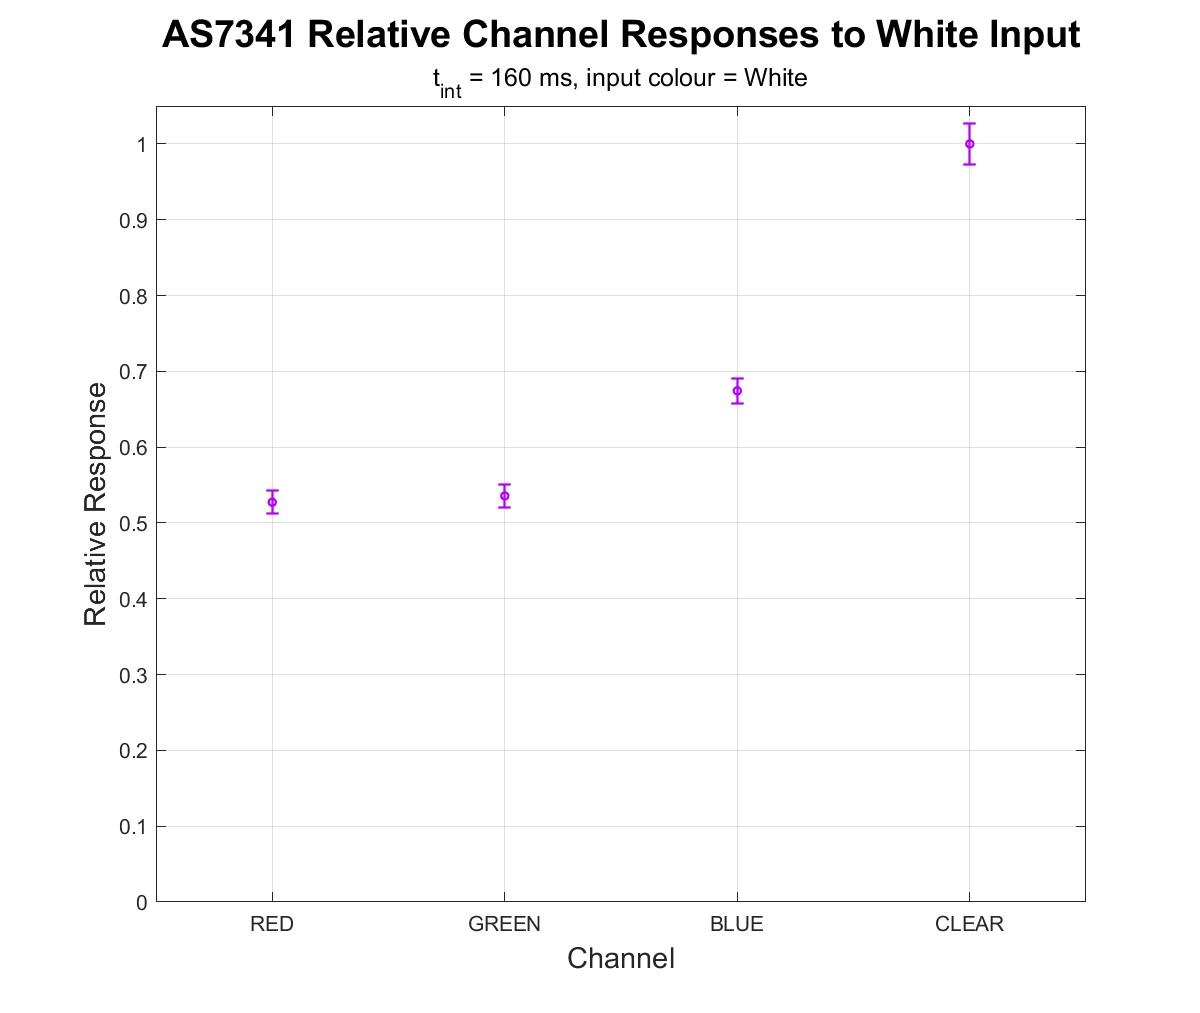 AS7341 Relative Channel Responses to White Input
t_int = 160 ms, input colour = White
1
0.9
0.8
0.7
0.6
0.5
0.4
0.3
0.2
0.1
0
Relative Response
RED GREEN BLUE CLEAR
Channel